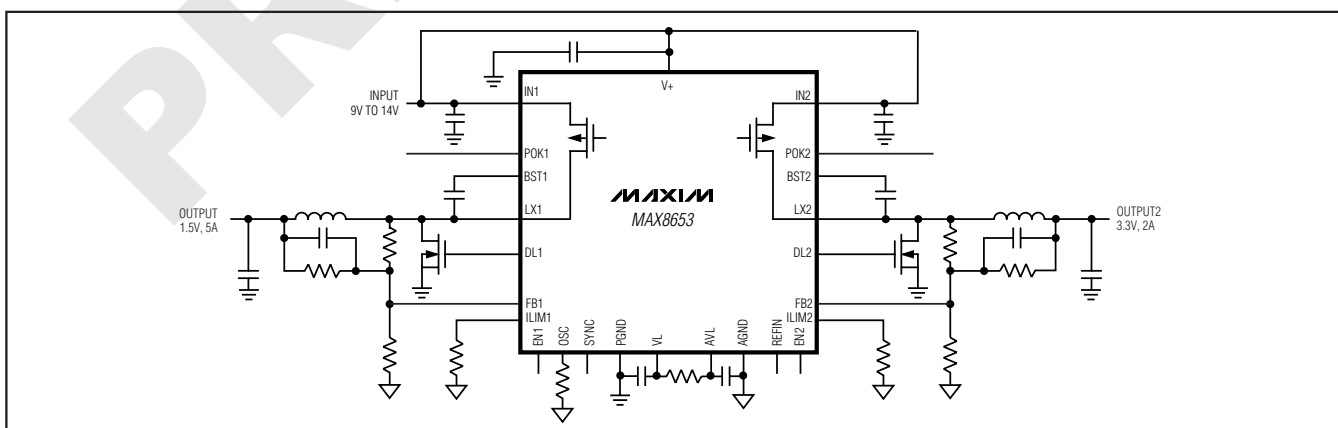 PR
V+
IN1
IN2
INPUT
9V TO 14V
POK1
POK2
BST1
BST2
MAXIM
MAX8653
OUTPUT
1.5V, 5A
LX1
LX2
OUTPUT2
3.3V, 2A
DL1
DL2
FB1
FB2
ILIM1
ILIM2
EN1
OSC
SYNC
PGND
VL
AVL
AGND
REFIN
EN2